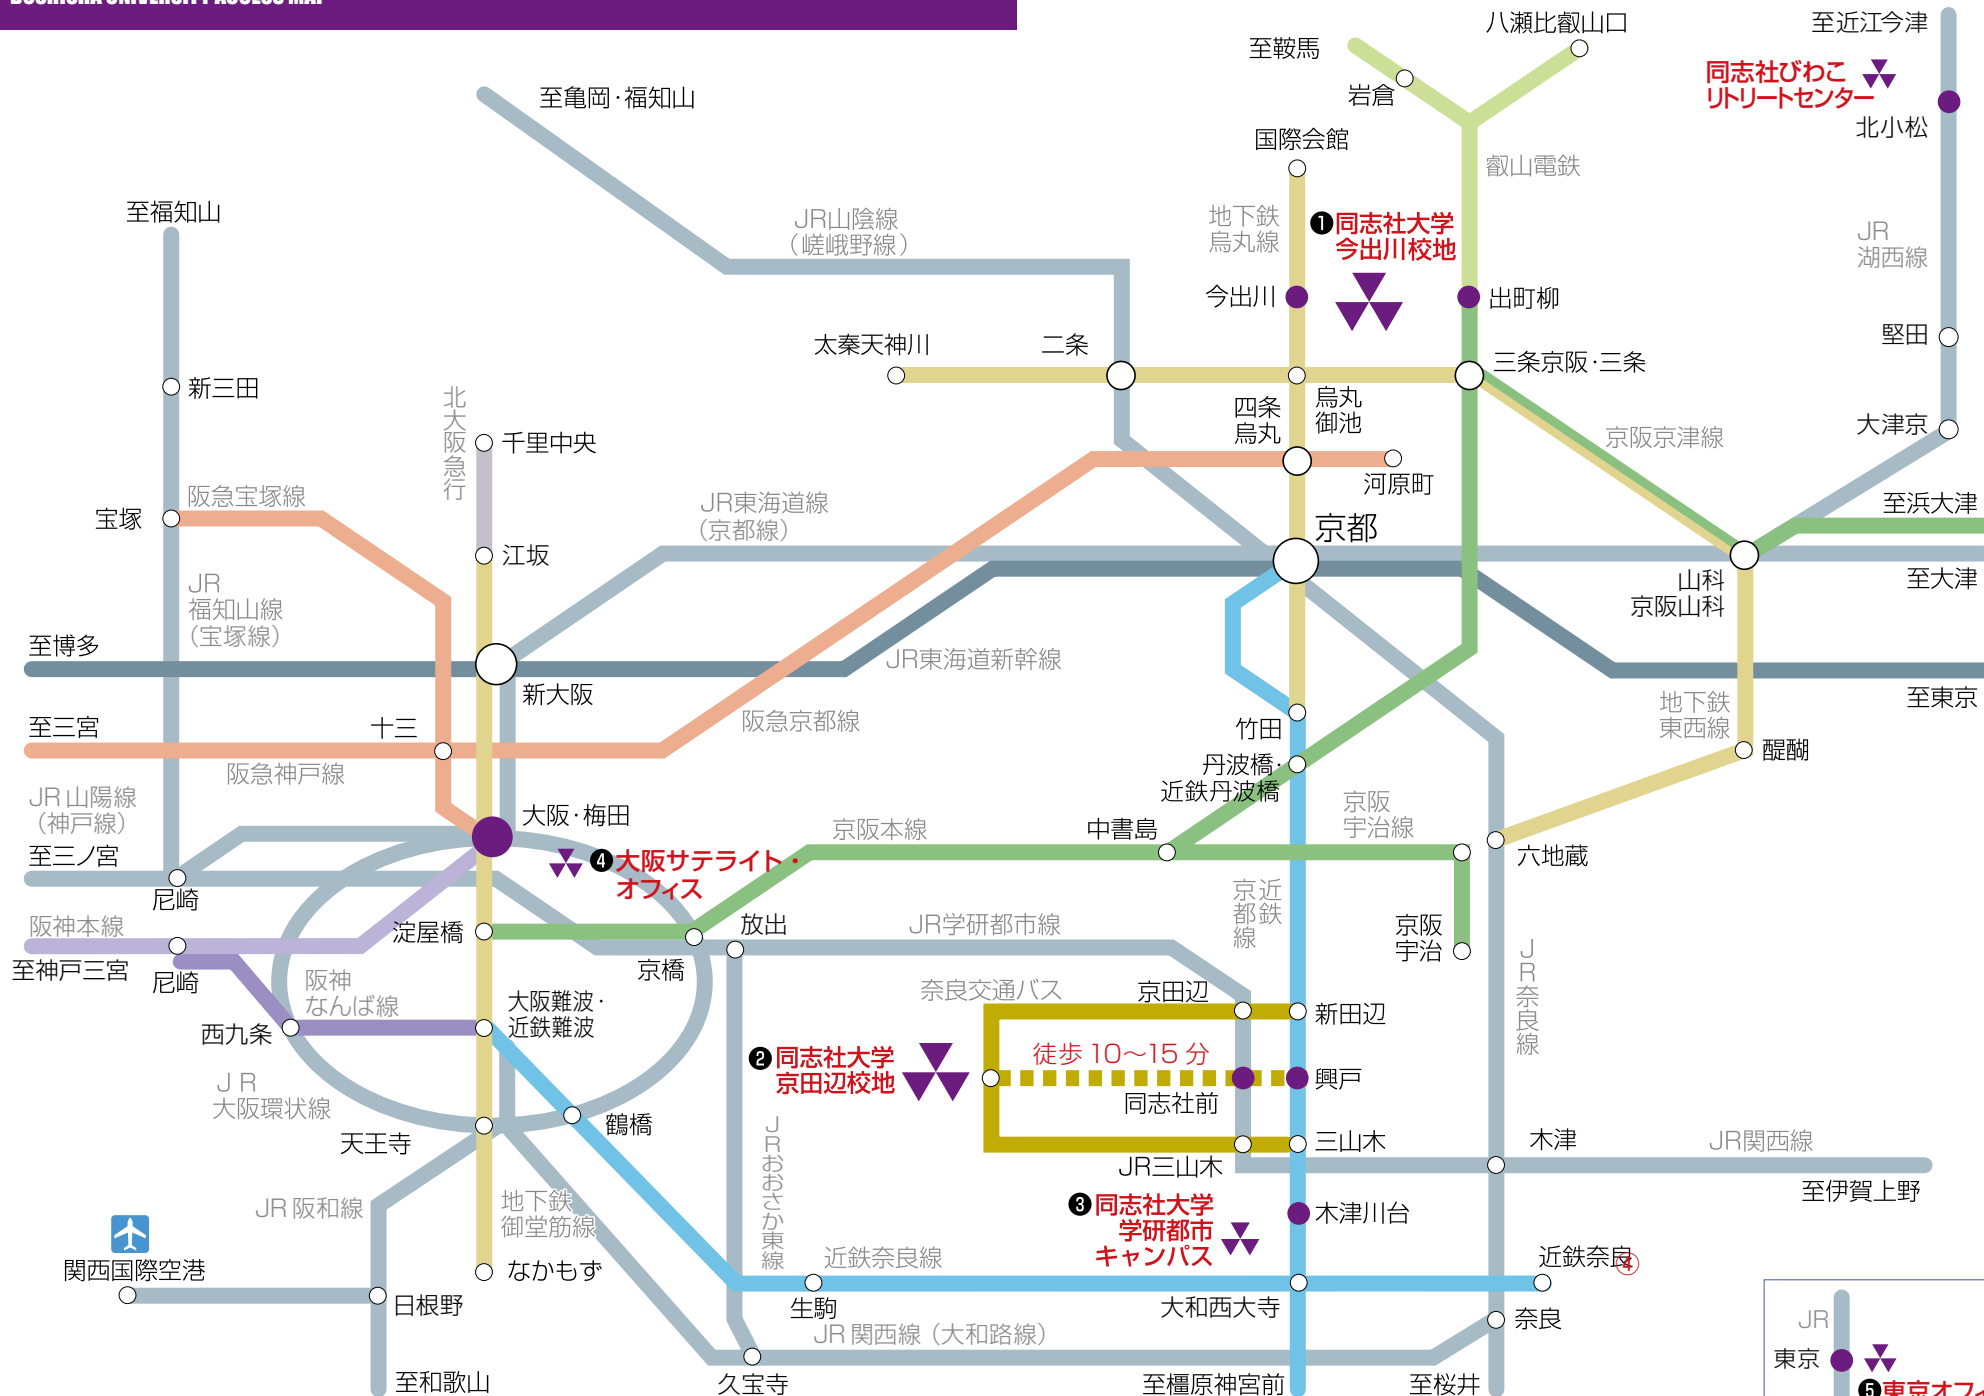 DOSHISHA UNIVERSITY ACCESS MAP
至鞍馬
八瀬比叡山口
至近江今津
岩倉
同志社びわこ
リトリートセンター
北小松
至亀岡・福知山
国際会館
叡山電鉄
至福知山
JR山陰線
（嵯峨野線）
地下鉄
烏丸線
❶同志社大学
今出川校地
JR
湖西線
今出川
出町柳
堅田
太秦天神川
二条
三条京阪・三条
新三田
北大阪急行
四条
烏丸
烏丸
御池
大津京
千里中央
京阪京津線
河原町
宝塚
阪急宝塚線
JR東海道線
（京都線）
至浜大津
京都
江坂
JR
福知山線
（宝塚線）
山科
京阪山科
至大津
至博多
JR東海道新幹線
新大阪
至東京
地下鉄
東西線
至三宮
十三
阪急京都線
竹田
醍醐
阪急神戸線
丹波橋・
近鉄丹波橋
JR山陽線
（神戸線）
大阪・梅田
京阪本線
中書島
京阪
宇治線
至三ノ宮
❹大阪サテライト・
オフィス
六地蔵
尼崎
近鉄
京都線
阪神本線
淀屋橋
放出
JR学研都市線
京阪
宇治
至神戸三宮
尼崎
京橋
阪神
なんば線
大阪難波・
近鉄難波
奈良交通バス
京田辺
新田辺
JR奈良線
西九条
❷同志社大学
京田辺校地
徒歩10〜15分
興戸
同志社前
JR
大阪環状線
鶴橋
天王寺
JRおおさか東線
三山木
木津
JR関西線
JR三山木
至伊賀上野
JR阪和線
地下鉄
御堂筋線
❸同志社大学
学研都市
キャンパス
木津川台
関西国際空港
なかもず
近鉄奈良線
近鉄奈良
④
日根野
生駒
大和西大寺
奈良
JR関西線（大和路線）
JR
東京
至和歌山
久宝寺
至橿原神宮前
至桜井
❺東京オフィ